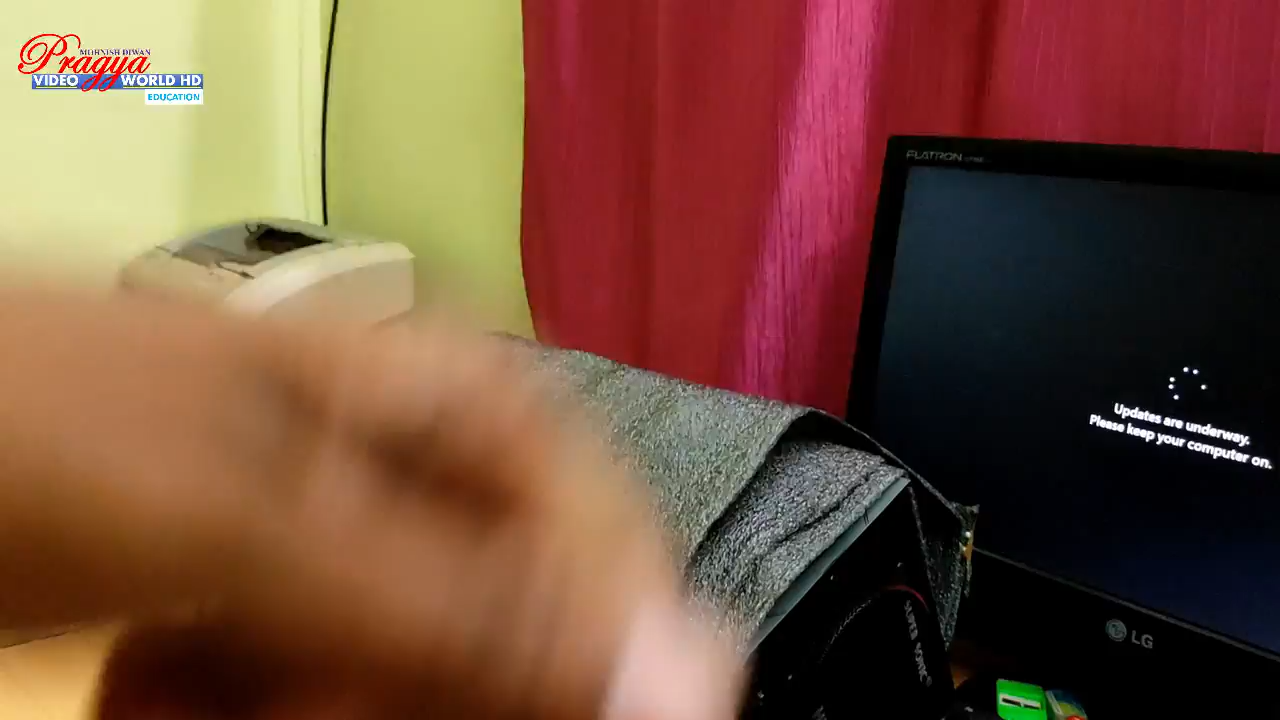 MOHNISH DIWAN
Pragya
VIDEO WORLD HD
EDUCATION
FLATRON
Updates are underway.
Please keep your computer on.
LG